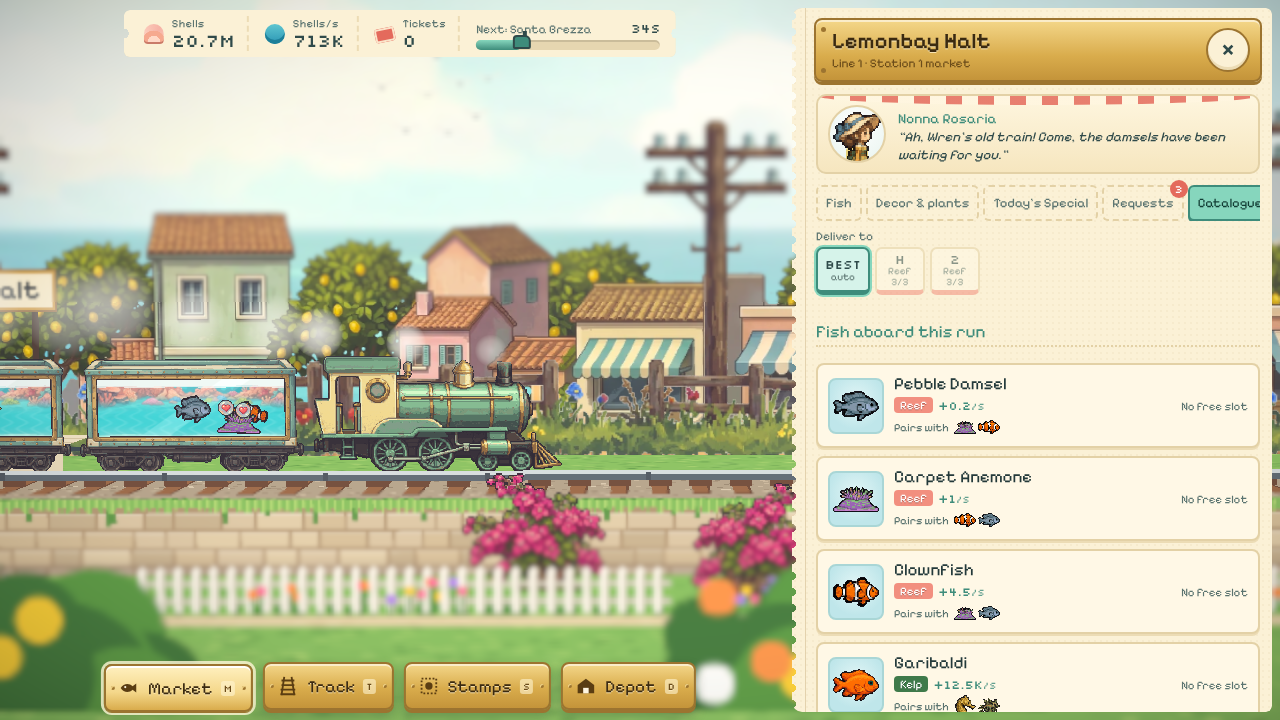 Shells
20.7M
Shells/s
713K
Tickets
0
Next: Santa Brezza
34S
alt
Market M
Track T
Stamps S
Depot D
Lemonbay Halt
Line 1 · Station 1 market
×
Nonna Rosaria
"Ah, Wren's old train! Come, the damsels have been
waiting for you."
Fish
Decor & plants
Today's Special
Requests
3
Catalogue
Deliver to
BEST
auto
H
Reef
3/3
2
Reef
3/3
Fish aboard this run
Pebble Damsel
Reef +0.2/s
Pairs with
No free slot
Carpet Anemone
Reef +1/s
Pairs with
No free slot
Clownfish
Reef +4.5/s
Pairs with
No free slot
Garibaldi
Kelp +12.5K/s
Pairs with
No free slot